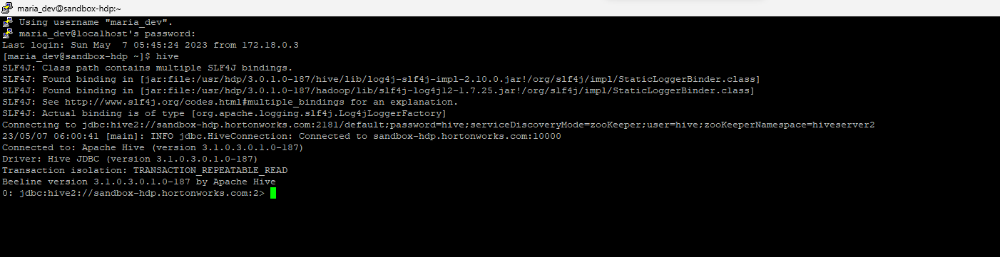 maria_dev@sandbox-hdp:~
Using username "maria_dev".
maria_dev@localhost's password:
Last login: Sun May  7 05:45:24 2023 from 172.18.0.3
[maria_dev@sandbox-hdp ~]$ hive
SLF4J: Class path contains multiple SLF4J bindings.
SLF4J: Found binding in [jar:file:/usr/hdp/3.0.1.0-187/hive/lib/log4j-slf4j-impl-2.10.0.jar!/org/slf4j/impl/StaticLoggerBinder.class]
SLF4J: Found binding in [jar:file:/usr/hdp/3.0.1.0-187/hadoop/lib/slf4j-log4j12-1.7.25.jar!/org/slf4j/impl/StaticLoggerBinder.class]
SLF4J: See http://www.slf4j.org/codes.html#multiple_bindings for an explanation.
SLF4J: Actual binding is of type [org.apache.logging.slf4j.Log4jLoggerFactory]
Connecting to jdbc:hive2://sandbox-hdp.hortonworks.com:2181/default;password=hive;serviceDiscoveryMode=zooKeeper;user=hive;zooKeeperNamespace=hiveserver2
23/05/07 06:00:41 [main]: INFO jdbc.HiveConnection: Connected to sandbox-hdp.hortonworks.com:10000
Connected to: Apache Hive (version 3.1.0.3.0.1.0-187)
Driver: Hive JDBC (version 3.1.0.3.0.1.0-187)
Transaction isolation: TRANSACTION_REPEATABLE_READ
Beeline version 3.1.0.3.0.1.0-187 by Apache Hive
0: jdbc:hive2://sandbox-hdp.hortonworks.com:2>